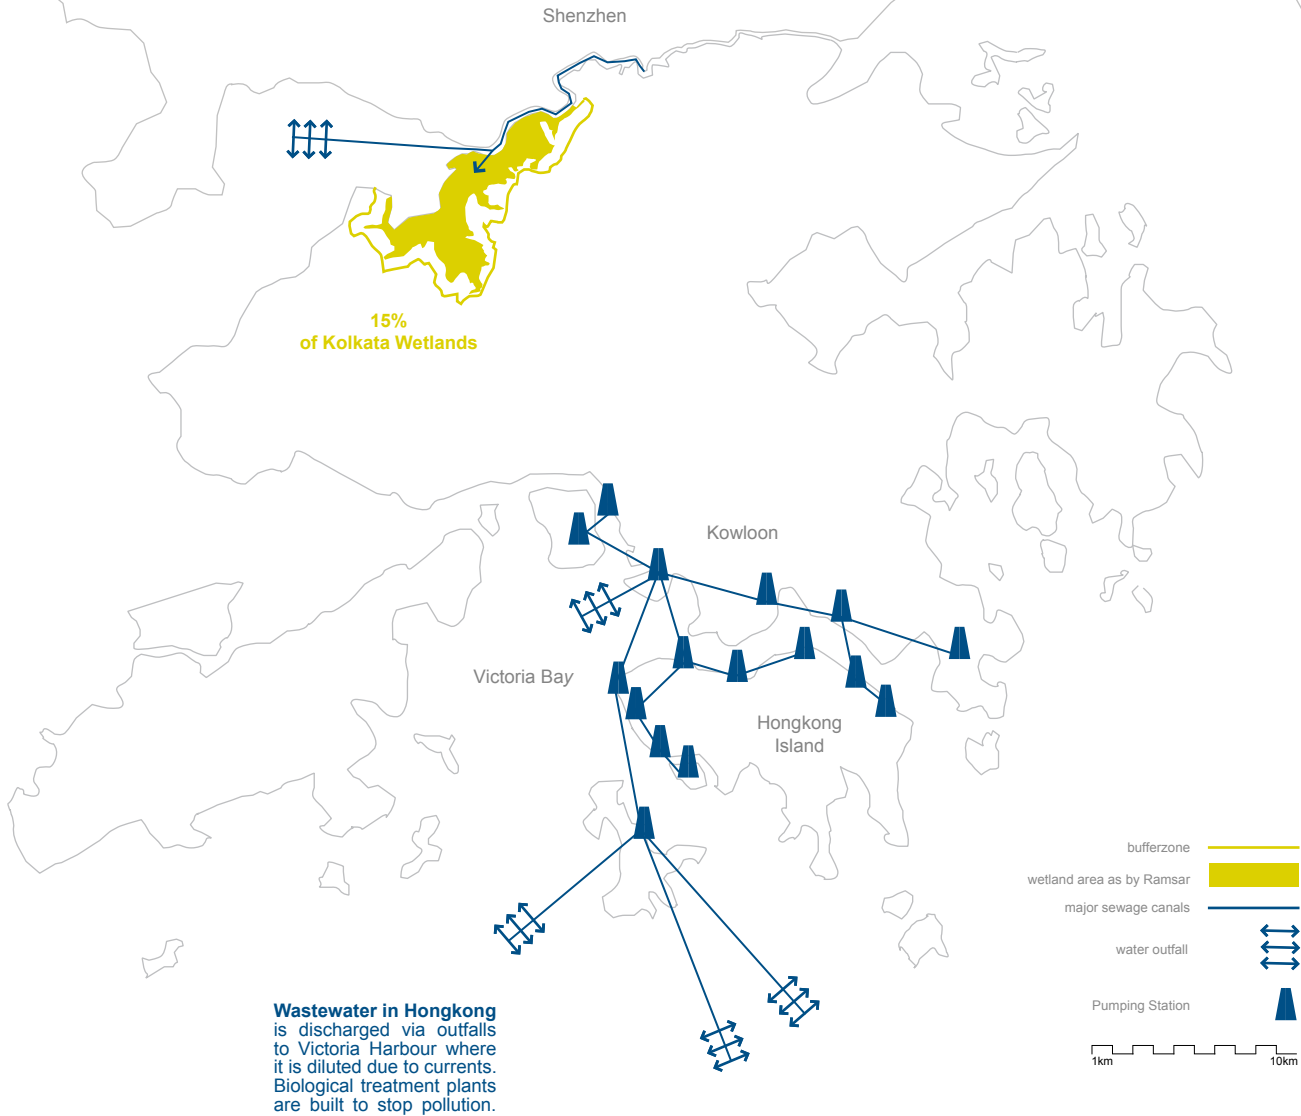 Shenzhen
15%
of Kolkata Wetlands
Kowloon
Victoria Bay
Hongkong
Island
bufferzone
wetland area as by Ramsar
major sewage canals
water outfall
Pumping Station
1km 10km
Wastewater in Hongkong
is discharged via outfalls
to Victoria Harbour where
it is diluted due to currents.
Biological treatment plants
are built to stop pollution.